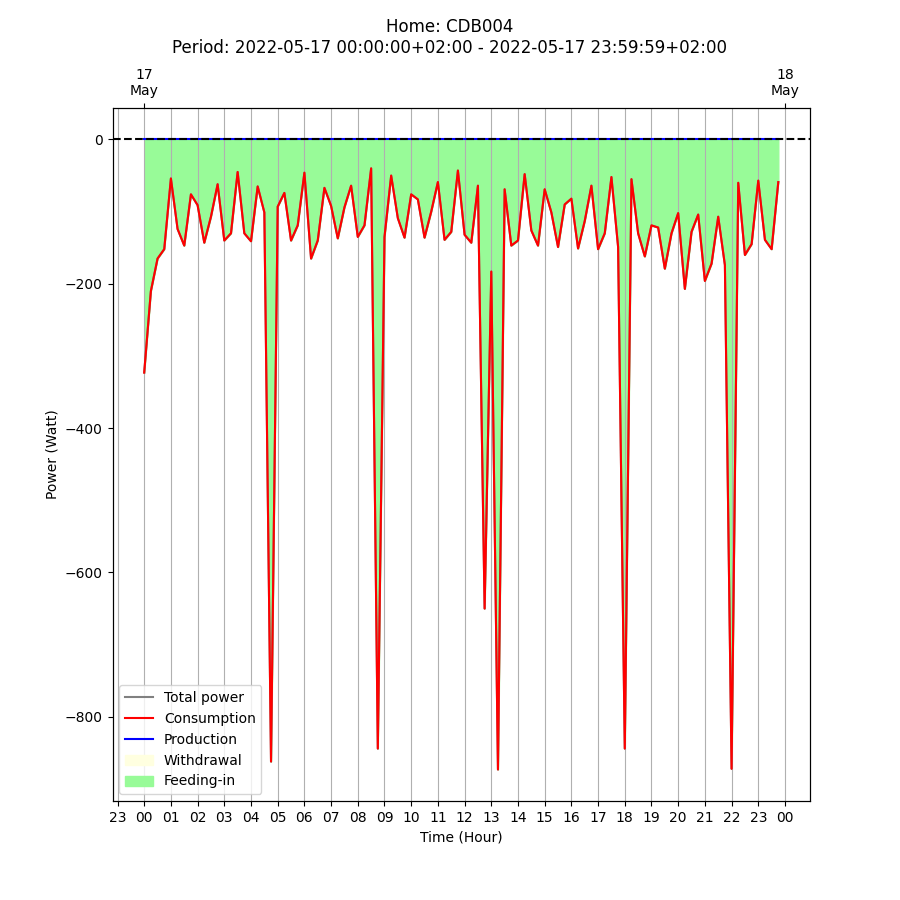 Home: CDB004
Period: 2022-05-17 00:00:00+02:00 - 2022-05-17 23:59:59+02:00
17 18
May May
0
−200
−400
−600
−800
Power (Watt)
Total power
Consumption
Production
Withdrawal
Feeding-in
23 00 01 02 03 04 05 06 07 08 09 10 11 12 13 14 15 16 17 18 19 20 21 22 23 00
Time (Hour)